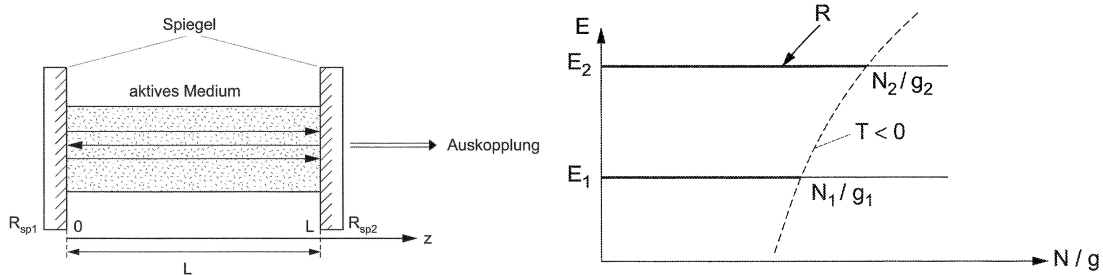 Spiegel
aktives Medium
Auskopplung
R_sp1 0 L R_sp2 z
L
E R
E_2
N_2 / g_2
T < 0
E_1
N_1 / g_1
N / g